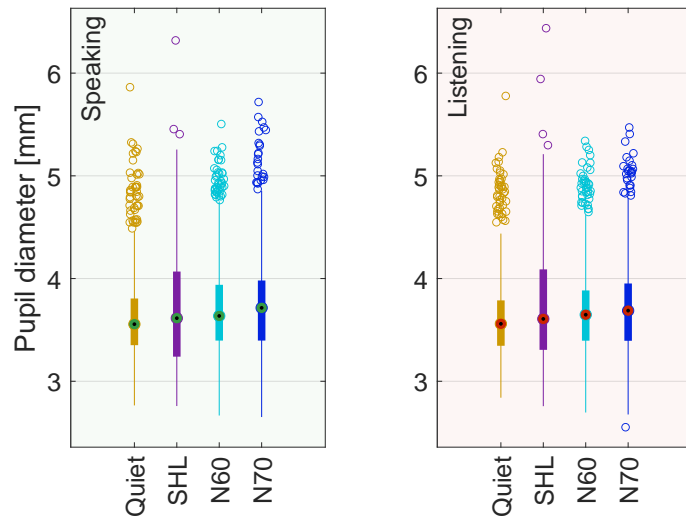 Pupil diameter [mm]
Speaking
6
5
4
3
Quiet
SHL
N60
N70
Listening
6
5
4
3
Quiet
SHL
N60
N70